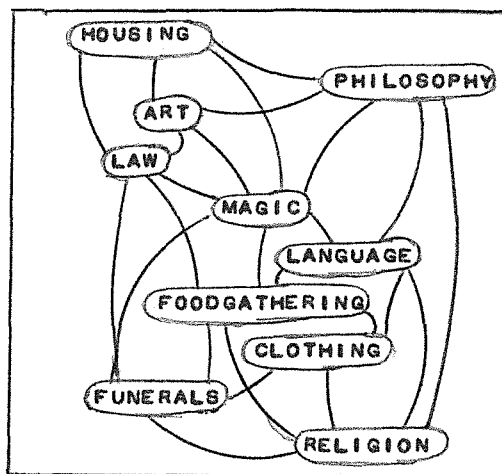 HOUSING
PHILOSOPHY
ART
LAW
MAGIC
LANGUAGE
FOODGATHERING
CLOTHING
FUNERALS
RELIGION